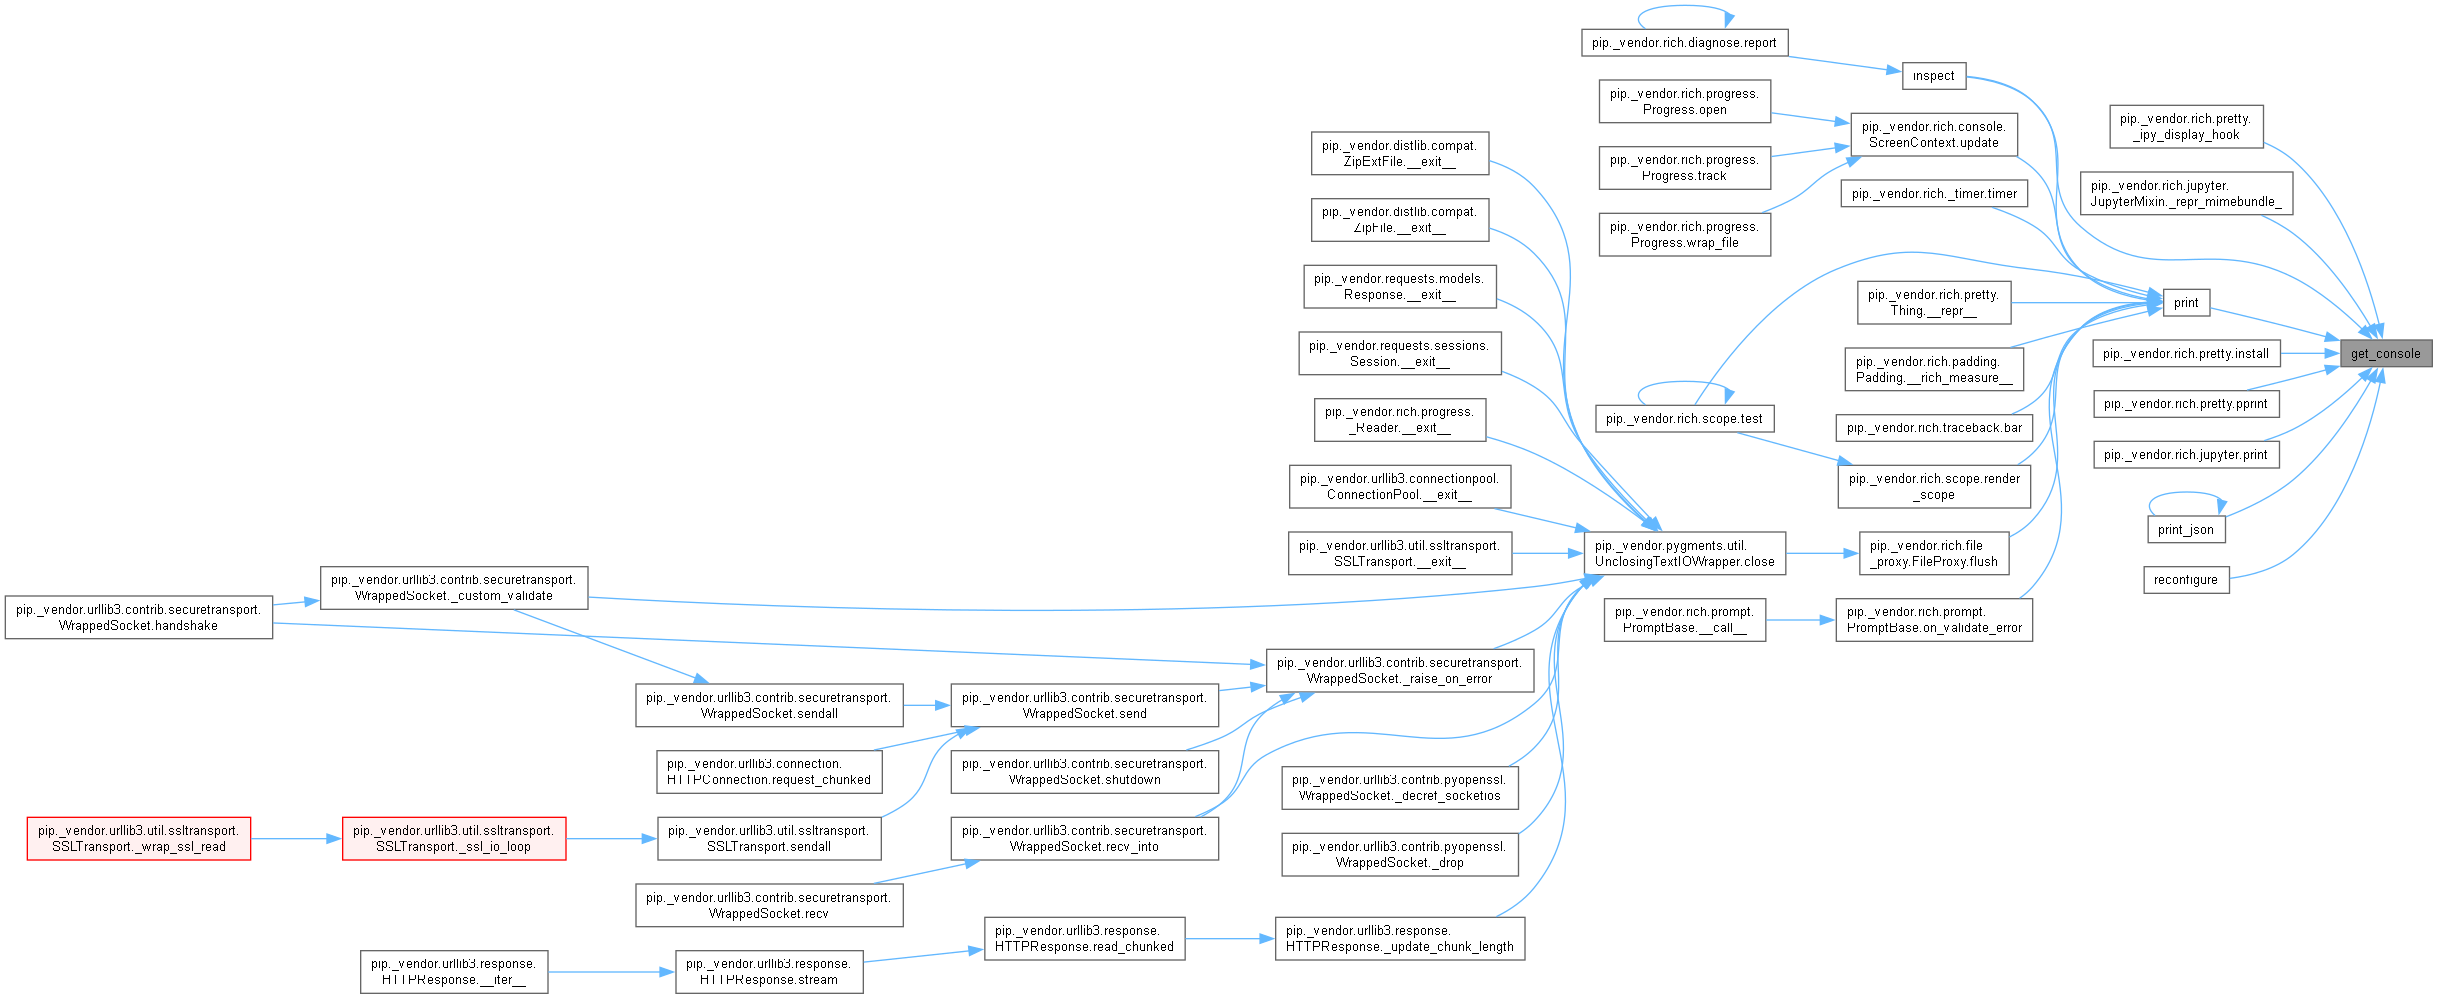 pip._vendor.rich.diagnose.report
inspect
pip._vendor.rich.progress.
Progress.open
pip._vendor.rich.pretty.
_ipy_display_hook
pip._vendor.rich.console.
ScreenContext.update
pip._vendor.distlib.compat.
ZipExtFile.__exit__
pip._vendor.rich.progress.
Progress.track
pip._vendor.rich._timer.timer
pip._vendor.rich.jupyter.
JupyterMixin._repr_mimebundle_
pip._vendor.distlib.compat.
ZipFile.__exit__
pip._vendor.rich.progress.
Progress.wrap_file
pip._vendor.requests.models.
Response.__exit__
pip._vendor.rich.pretty.
Thing.__repr__
print
pip._vendor.requests.sessions.
Session.__exit__
pip._vendor.rich.padding.
Padding.__rich_measure__
pip._vendor.rich.pretty.install
get_console
pip._vendor.rich.pretty.pprint
pip._vendor.rich.progress.
_Reader.__exit__
pip._vendor.rich.scope.test
pip._vendor.rich.traceback.bar
pip._vendor.rich.jupyter.print
pip._vendor.urllib3.connectionpool.
ConnectionPool.__exit__
pip._vendor.rich.scope.render
_scope
print_json
pip._vendor.urllib3.util.ssltransport.
SSLTransport.__exit__
pip._vendor.pygments.util.
UnclosingTextIOWrapper.close
pip._vendor.rich.file
_proxy.FileProxy.flush
reconfigure
pip._vendor.urllib3.contrib.securetransport.
WrappedSocket._custom_validate
pip._vendor.urllib3.contrib.securetransport.
WrappedSocket.handshake
pip._vendor.rich.prompt.
PromptBase.__call__
pip._vendor.rich.prompt.
PromptBase.on_validate_error
pip._vendor.urllib3.contrib.securetransport.
WrappedSocket._raise_on_error
pip._vendor.urllib3.contrib.securetransport.
WrappedSocket.sendall
pip._vendor.urllib3.contrib.securetransport.
WrappedSocket.send
pip._vendor.urllib3.connection.
HTTPConnection.request_chunked
pip._vendor.urllib3.contrib.securetransport.
WrappedSocket.shutdown
pip._vendor.urllib3.contrib.pyopenssl.
WrappedSocket._decref_socketios
pip._vendor.urllib3.util.ssltransport.
SSLTransport._wrap_ssl_read
pip._vendor.urllib3.util.ssltransport.
SSLTransport._ssl_io_loop
pip._vendor.urllib3.util.ssltransport.
SSLTransport.sendall
pip._vendor.urllib3.contrib.securetransport.
WrappedSocket.recv_into
pip._vendor.urllib3.contrib.pyopenssl.
WrappedSocket._drop
pip._vendor.urllib3.contrib.securetransport.
WrappedSocket.recv
pip._vendor.urllib3.response.
HTTPResponse.read_chunked
pip._vendor.urllib3.response.
HTTPResponse._update_chunk_length
pip._vendor.urllib3.response.
HTTPResponse.__iter__
pip._vendor.urllib3.response.
HTTPResponse.stream